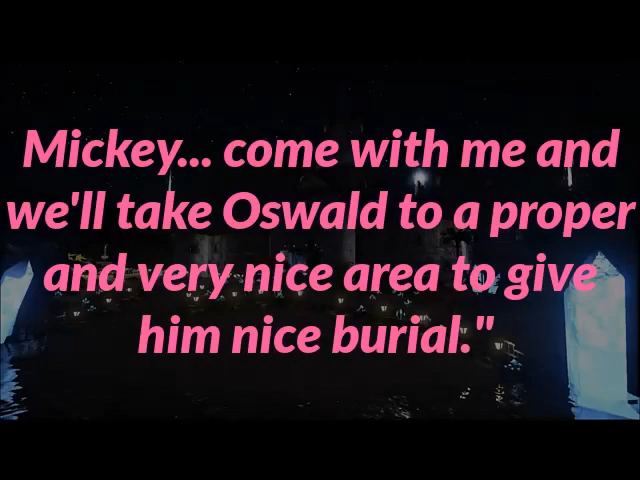 Mickey... come with me and
we'll take Oswald to a proper
and very nice area to give
him nice burial."